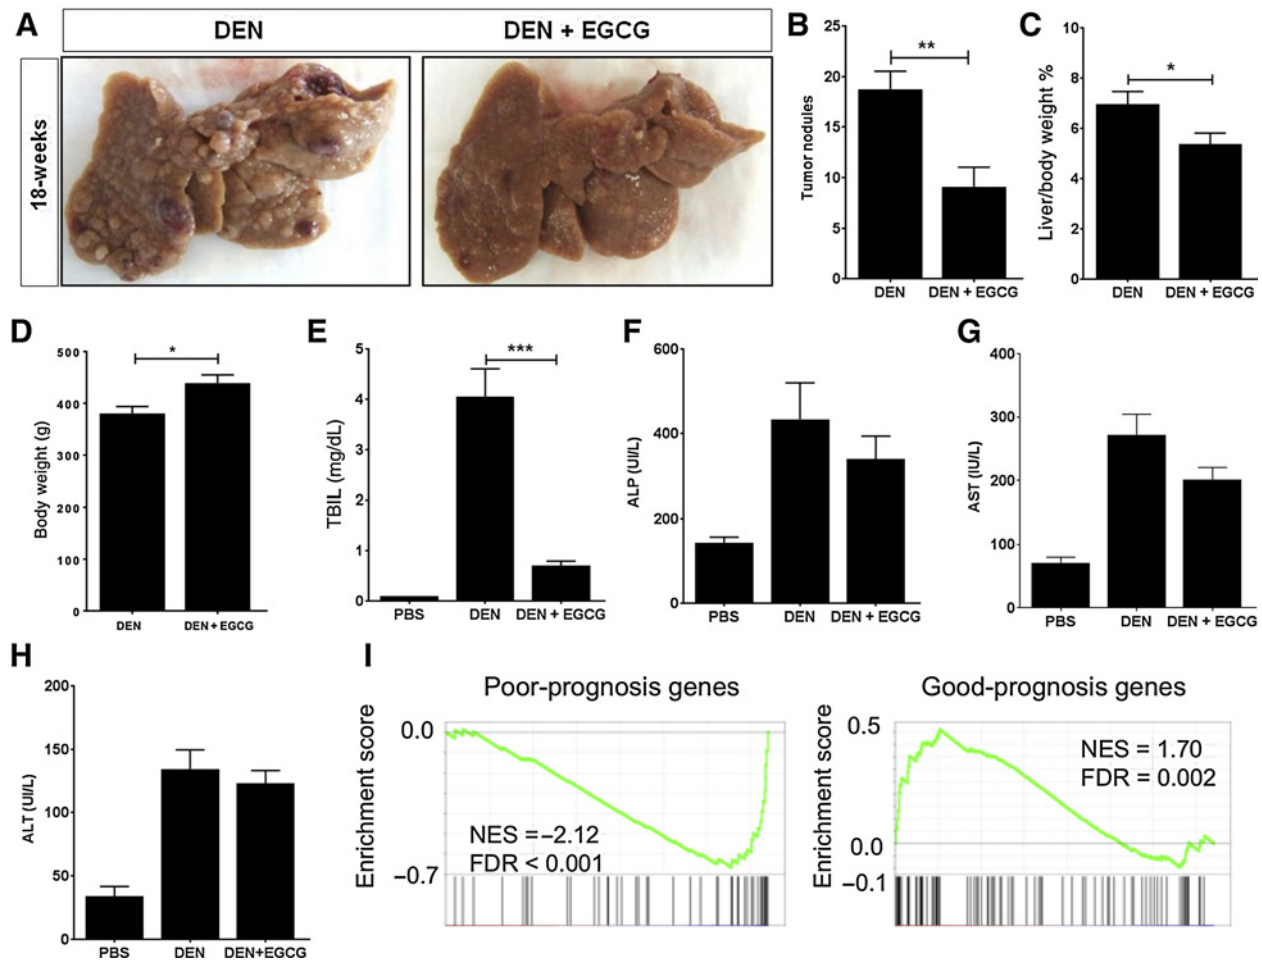 A
DEN
DEN + EGCG
18-weeks
B
Tumor nodules
25
20
15
10
5
0
**
DEN
DEN + EGCG
C
Liver/body weight %
10
8
6
4
2
0
*
DEN
DEN + EGCG
D
Body weight (g)
500
400
300
200
100
0
*
DEN
DEN + EGCG
E
TBIL (mg/dL)
5
4
3
2
1
0
***
PBS
DEN
DEN + EGCG
F
ALP (UI/L)
600
400
200
0
PBS
DEN
DEN + EGCG
G
AST (IU/L)
400
300
200
100
0
PBS
DEN
DEN + EGCG
H
ALT (UI/L)
200
150
100
50
0
PBS
DEN
DEN+EGCG
I
Poor-prognosis genes
Enrichment score
0.0
−0.7
NES =−2.12
FDR < 0.001
Good-prognosis genes
Enrichment score
0.5
0.0
−0.1
NES = 1.70
FDR = 0.002